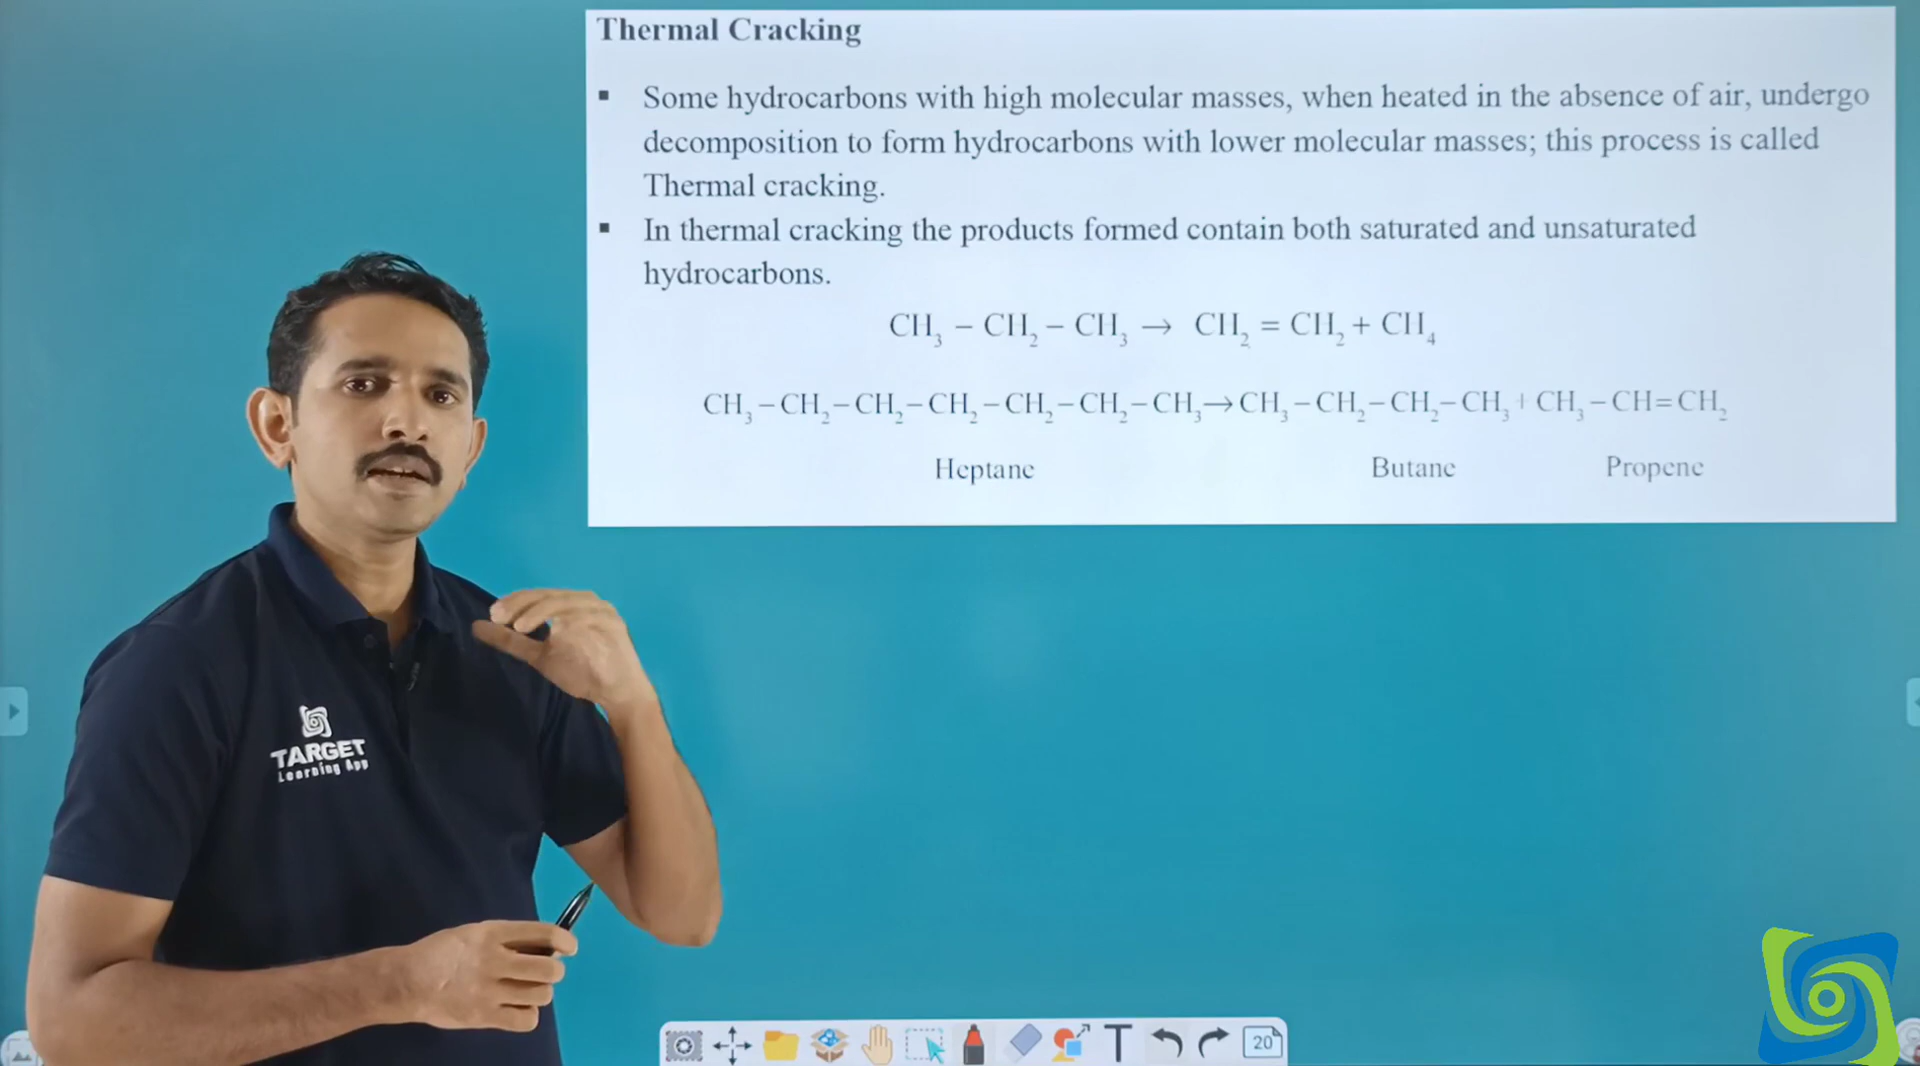 Thermal Cracking
▪ Some hydrocarbons with high molecular masses, when heated in the absence of air, undergo
decomposition to form hydrocarbons with lower molecular masses; this process is called
Thermal cracking.
▪ In thermal cracking the products formed contain both saturated and unsaturated
hydrocarbons.
CH₃ – CH₂ – CH₃ → CH₂ = CH₂ + CH₄
CH₃–CH₂–CH₂–CH₂–CH₂–CH₂–CH₃→CH₃–CH₂–CH₂–CH₃+CH₃–CH=CH₂
Heptane Butane Propene
TARGET
Learning App
T 20